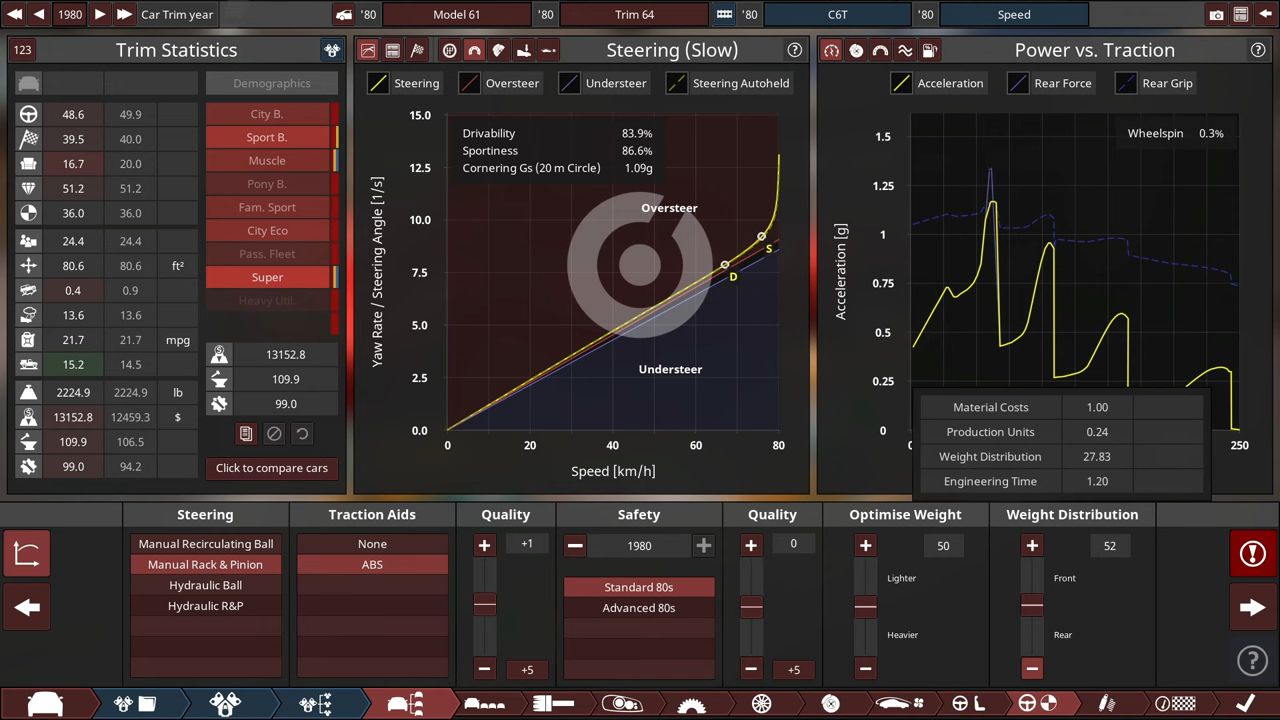 1980 Car Trim year '80 Model 61 '80 Trim 64 '80 C6T '80 Speed
123 Trim Statistics
Demographics
48.6 49.9
39.5 40.0
16.7 20.0
51.2 51.2
36.0 36.0
24.4 24.4
80.6 80.6 ft²
0.4 0.9
13.6 13.6
21.7 21.7 mpg
15.2 14.5
2224.9 2224.9 lb
13152.8 12459.3 $
109.9 106.5
99.0 94.2
City B.
Sport B.
Muscle
Pony B.
Fam. Sport
City Eco
Pass. Fleet
Super
Heavy Util.
13152.8
109.9
99.0
Click to compare cars
Steering (Slow) ?
Steering Oversteer Understeer Steering Autoheld
Drivability 83.9%
Sportiness 86.6%
Cornering Gs (20 m Circle) 1.09g
Yaw Rate / Steering Angle [1/s]
15.0
12.5
10.0
7.5
5.0
2.5
0.0
Oversteer
S
D
Understeer
0 20 40 60 80
Speed [km/h]
Power vs. Traction ?
Acceleration Rear Force Rear Grip
Wheelspin 0.3%
Acceleration [g]
1.5
1.25
1
0.75
0.5
0.25
0
250
Material Costs 1.00
Production Units 0.24
Weight Distribution 27.83
Engineering Time 1.20
Steering
Manual Recirculating Ball
Manual Rack & Pinion
Hydraulic Ball
Hydraulic R&P
Traction Aids
None
ABS
Quality
+1
+5
Safety
1980
Standard 80s
Advanced 80s
Quality
0
+5
Optimise Weight
50
Lighter
Heavier
Weight Distribution
52
Front
Rear
?